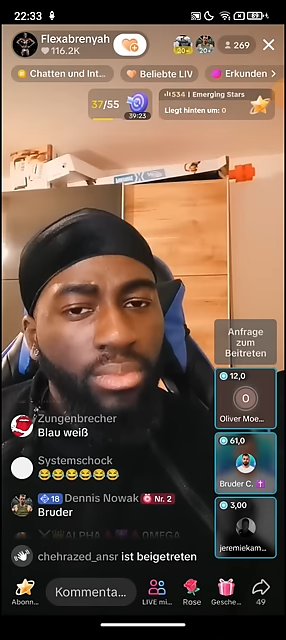 22:33
89
Flexabrenyah
116.2K
20+
20+
269
Chatten und Int...
Beliebte LIV
Erkunden
37/55
39:23
534 | Emerging Stars
Liegt hinten um: 0
Anfrage
zum
Beitreten
12,0
O
Oliver Moe...
61,0
Bruder C.
3,00
jeremiekam...
Zungenbrecher
Blau weiß
Systemschock
😂😂😂😂😂😂
18 Dennis Nowak Nr. 2
Bruder
ALPHA OMEGA
chehrazed_ansr ist beigetreten
Abonn...
Kommenta...
LIVE mi...
Rose
Gesche...
49